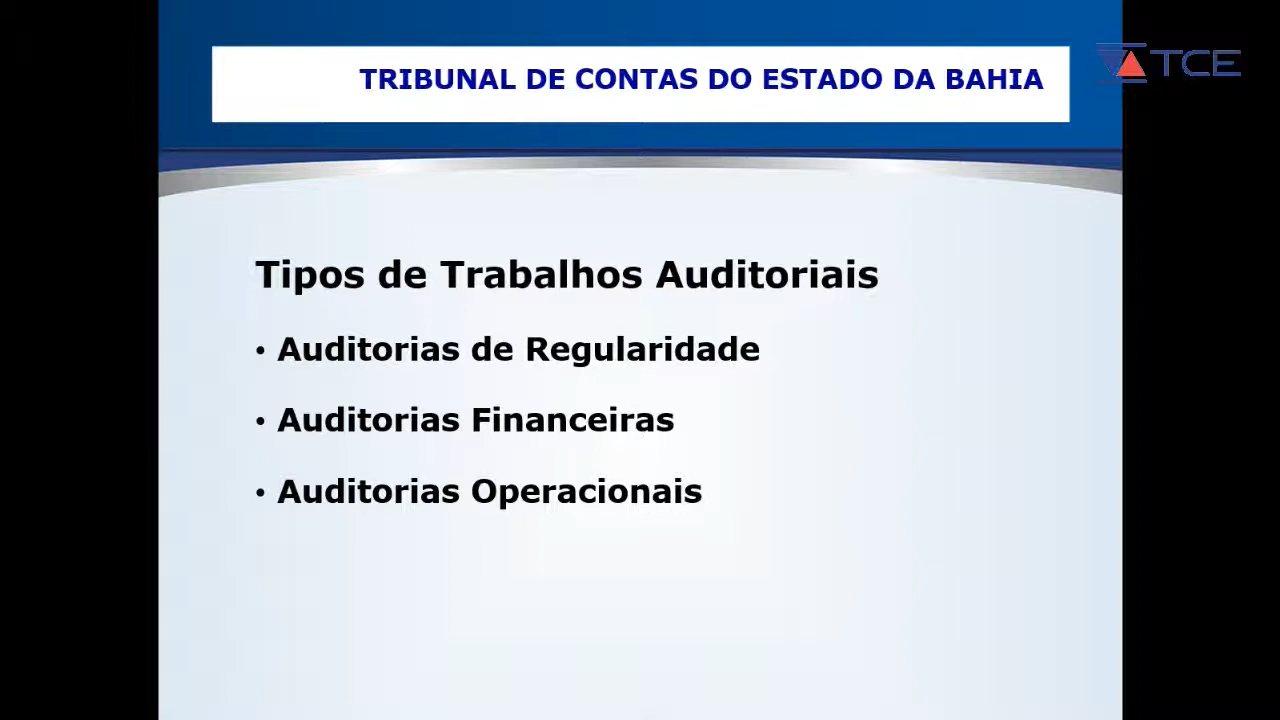 TRIBUNAL DE CONTAS DO ESTADO DA BAHIA
TCE
Tipos de Trabalhos Auditoriais
• Auditorias de Regularidade
• Auditorias Financeiras
• Auditorias Operacionais